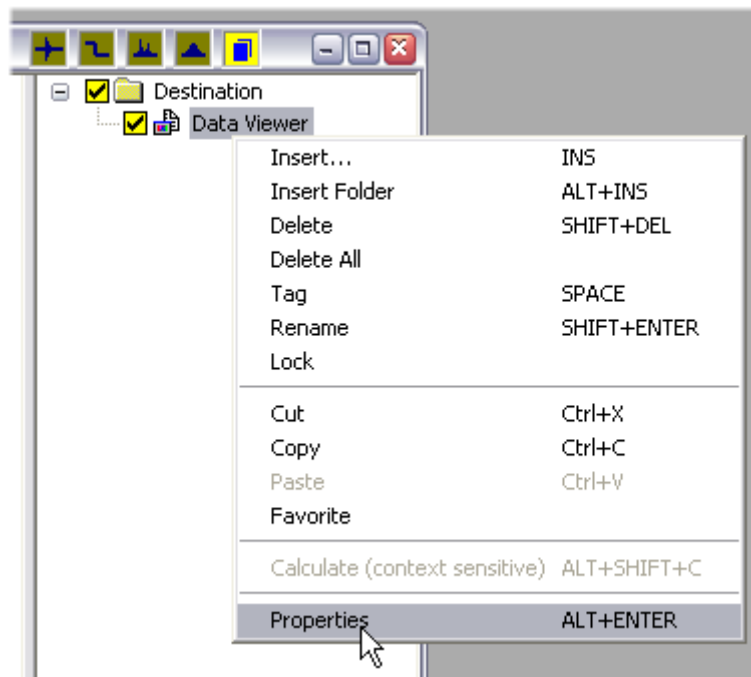 Destination
Data Viewer
Insert... INS
Insert Folder ALT+INS
Delete SHIFT+DEL
Delete All
Tag SPACE
Rename SHIFT+ENTER
Lock
Cut Ctrl+X
Copy Ctrl+C
Paste Ctrl+V
Favorite
Calculate (context sensitive) ALT+SHIFT+C
Properties ALT+ENTER